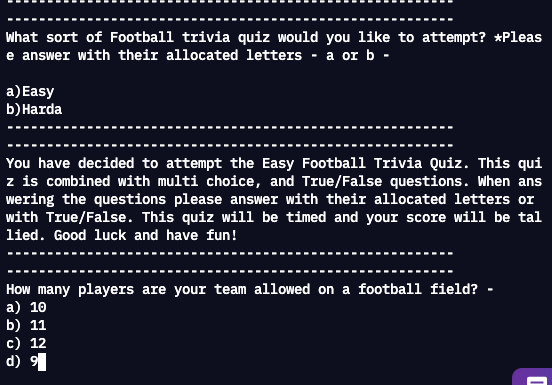 --------------------------------------------------------
--------------------------------------------------------
What sort of Football trivia quiz would you like to attempt? *Pleas
e answer with their allocated letters - a or b -
a)Easy
b)Harda
--------------------------------------------------------
--------------------------------------------------------
You have decided to attempt the Easy Football Trivia Quiz. This qui
z is combined with multi choice, and True/False questions. When ans
wering the questions please answer with their allocated letters or
with True/False. This quiz will be timed and your score will be tal
lied. Good luck and have fun!
--------------------------------------------------------
--------------------------------------------------------
How many players are your team allowed on a football field? -
a) 10
b) 11
c) 12
d) 9